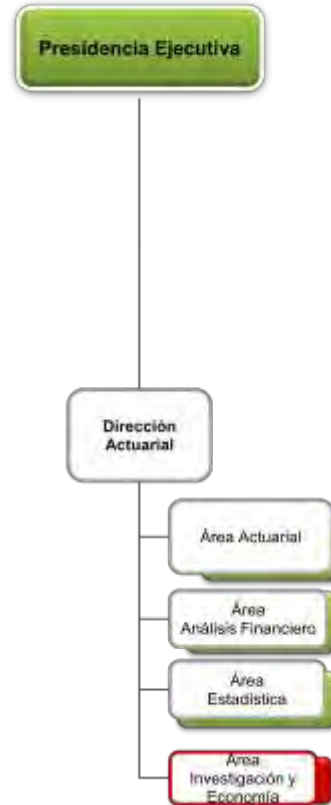 Presidencia Ejecutiva
Dirección
Actuarial
Área Actuarial
Área
Análisis Financiero
Área
Estadística
Área
Investigación y
Economía